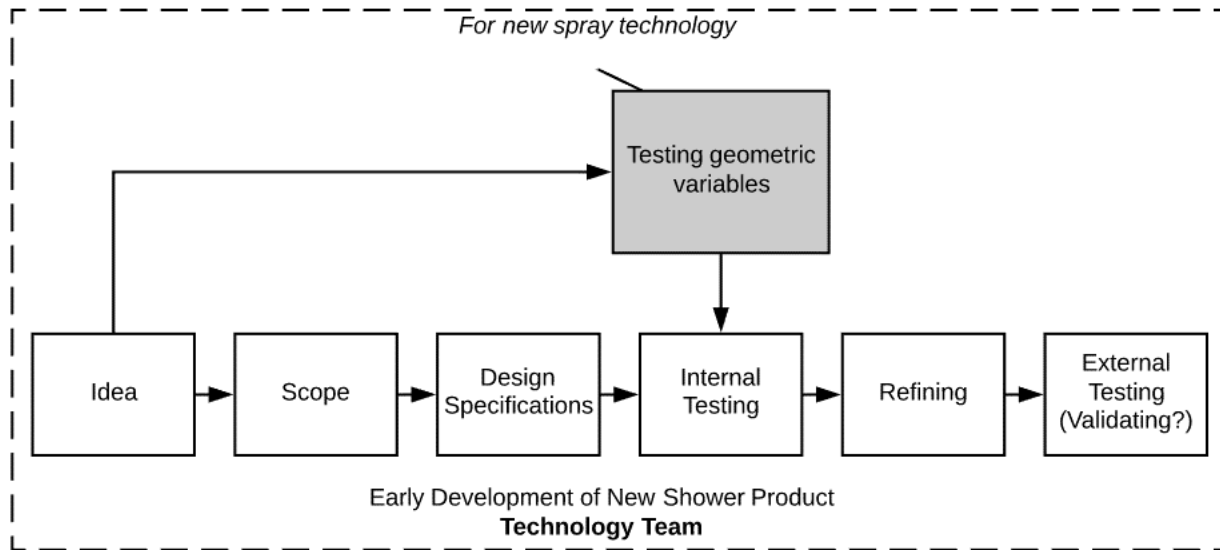 For new spray technology
Testing geometric
variables
Idea
Scope
Design
Specifications
Internal
Testing
Refining
External
Testing
(Validating?)
Early Development of New Shower Product
Technology Team